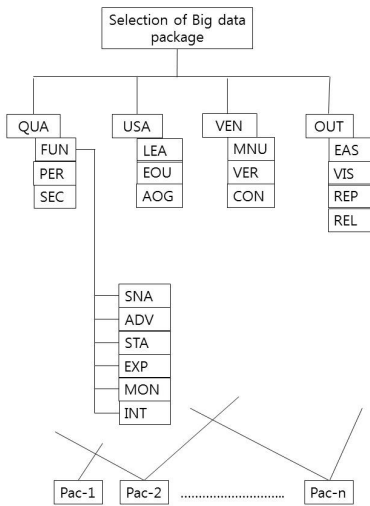 Selection of Big data
package
QUA
USA
VEN
OUT
FUN
PER
SEC
LEA
EOU
AOG
MNU
VER
CON
EAS
VIS
REP
REL
SNA
ADV
STA
EXP
MON
INT
Pac-1
Pac-2
.............................
Pac-n